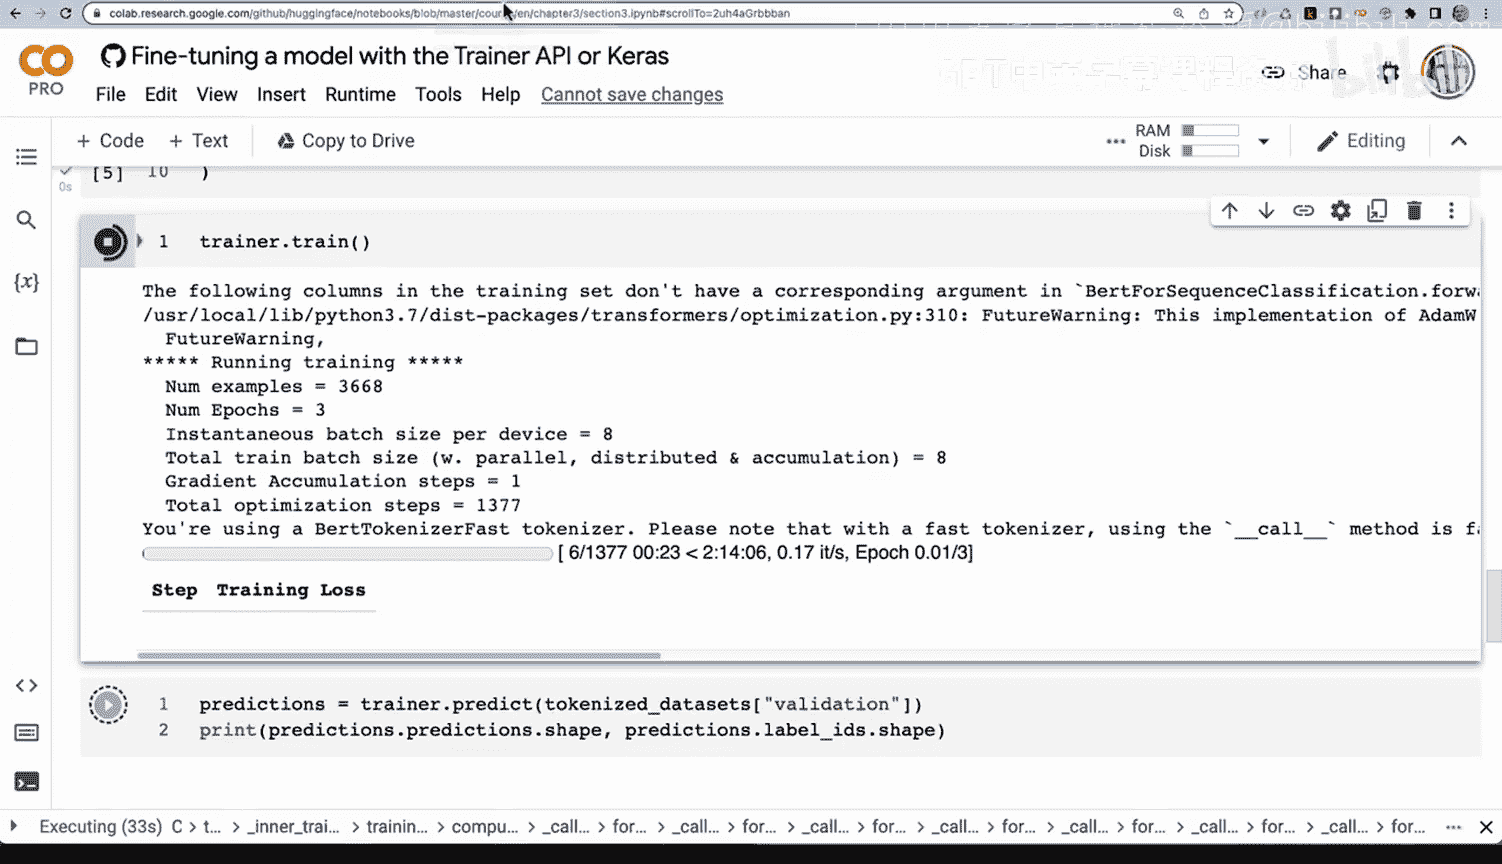 colab.research.google.com/github/huggingface/notebooks/blob/master/cour
en/chapter3/section3.ipynb#scrollTo=2uh4aGrbbban
CO
PRO
Fine-tuning a model with the Trainer API or Keras
Share
File Edit View Insert Runtime Tools Help Cannot save changes
+ Code + Text Copy to Drive
RAM
Disk
Editing
[5] 10 )
0s
1 trainer.train()
The following columns in the training set don't have a corresponding argument in `BertForSequenceClassification.forw
/usr/local/lib/python3.7/dist-packages/transformers/optimization.py:310: FutureWarning: This implementation of AdamW
FutureWarning,
***** Running training *****
Num examples = 3668
Num Epochs = 3
Instantaneous batch size per device = 8
Total train batch size (w. parallel, distributed & accumulation) = 8
Gradient Accumulation steps = 1
Total optimization steps = 1377
You're using a BertTokenizerFast tokenizer. Please note that with a fast tokenizer, using the `__call__` method is fa
[ 6/1377 00:23 < 2:14:06, 0.17 it/s, Epoch 0.01/3]
Step Training Loss
1 predictions = trainer.predict(tokenized_datasets["validation"])
2 print(predictions.predictions.shape, predictions.label_ids.shape)
Executing (33s) C > t... > _inner_trai... > trainin... > compu... > _call... > for... > _call... > for... > _call... > for... > _call... > for... > _call... > for... > _call... > for... > _call... > for... ...